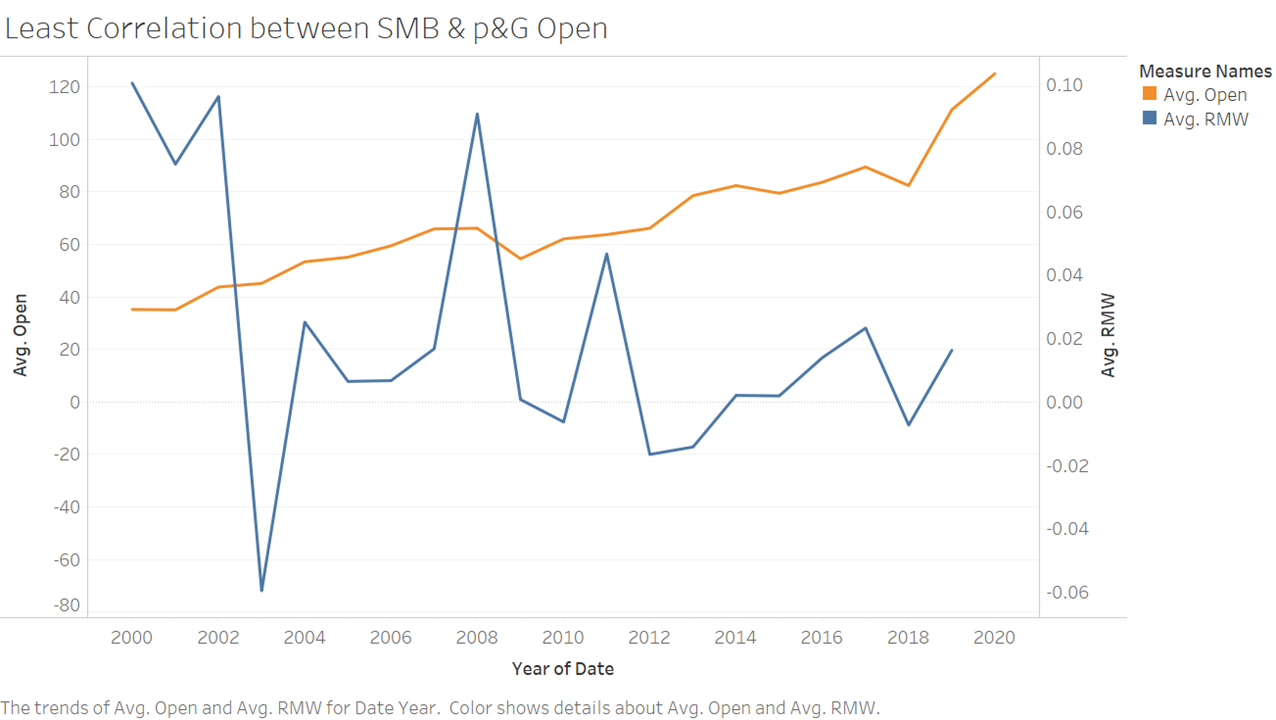 Least Correlation between SMB & p&G Open
Measure Names
Avg. Open
Avg. RMW
120
100
80
60
40
20
0
-20
-40
-60
-80
Avg. Open
0.10
0.08
0.06
0.04
0.02
0.00
-0.02
-0.04
-0.06
Avg. RMW
2000 2002 2004 2006 2008 2010 2012 2014 2016 2018 2020
Year of Date
The trends of Avg. Open and Avg. RMW for Date Year. Color shows details about Avg. Open and Avg. RMW.